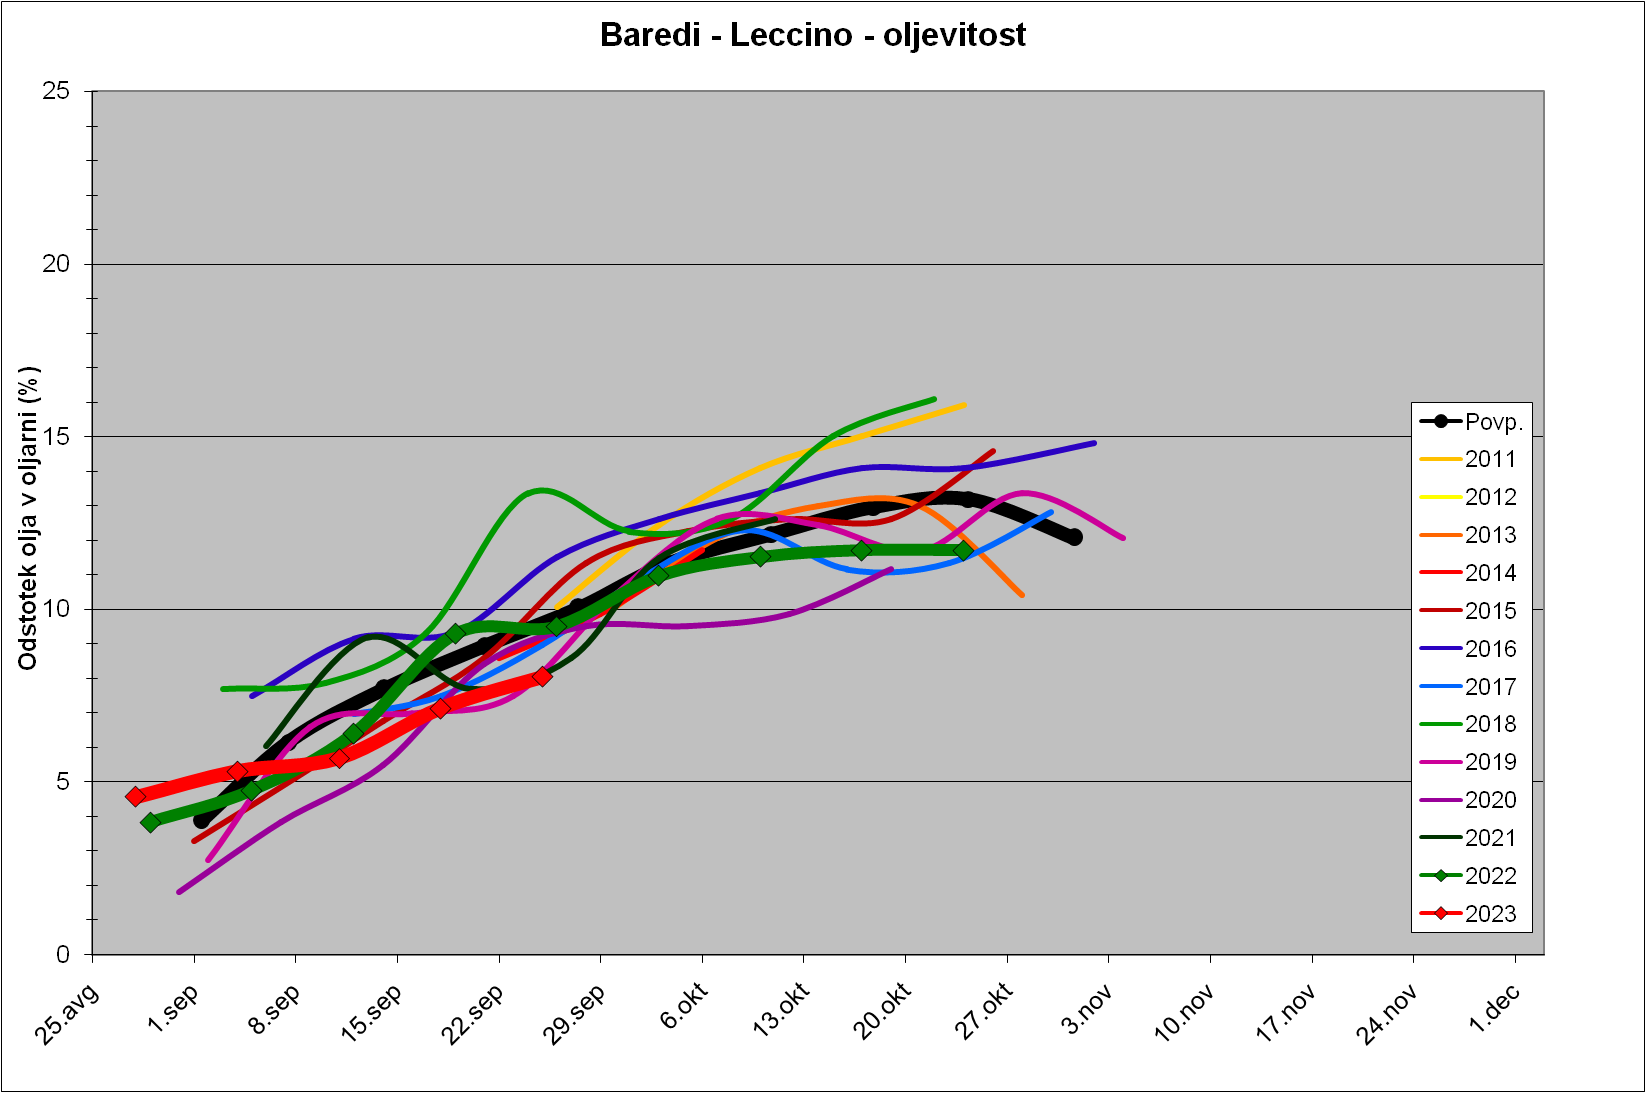 Baredi - Leccino - oljevitost
Odstotek olja v oljarni (%)
25
20
15
10
5
0
25.avg
1.sep
8.sep
15.sep
22.sep
29.sep
6.okt
13.okt
20.okt
27.okt
3.nov
10.nov
17.nov
24.nov
1.dec
Povp.
2011
2012
2013
2014
2015
2016
2017
2018
2019
2020
2021
2022
2023